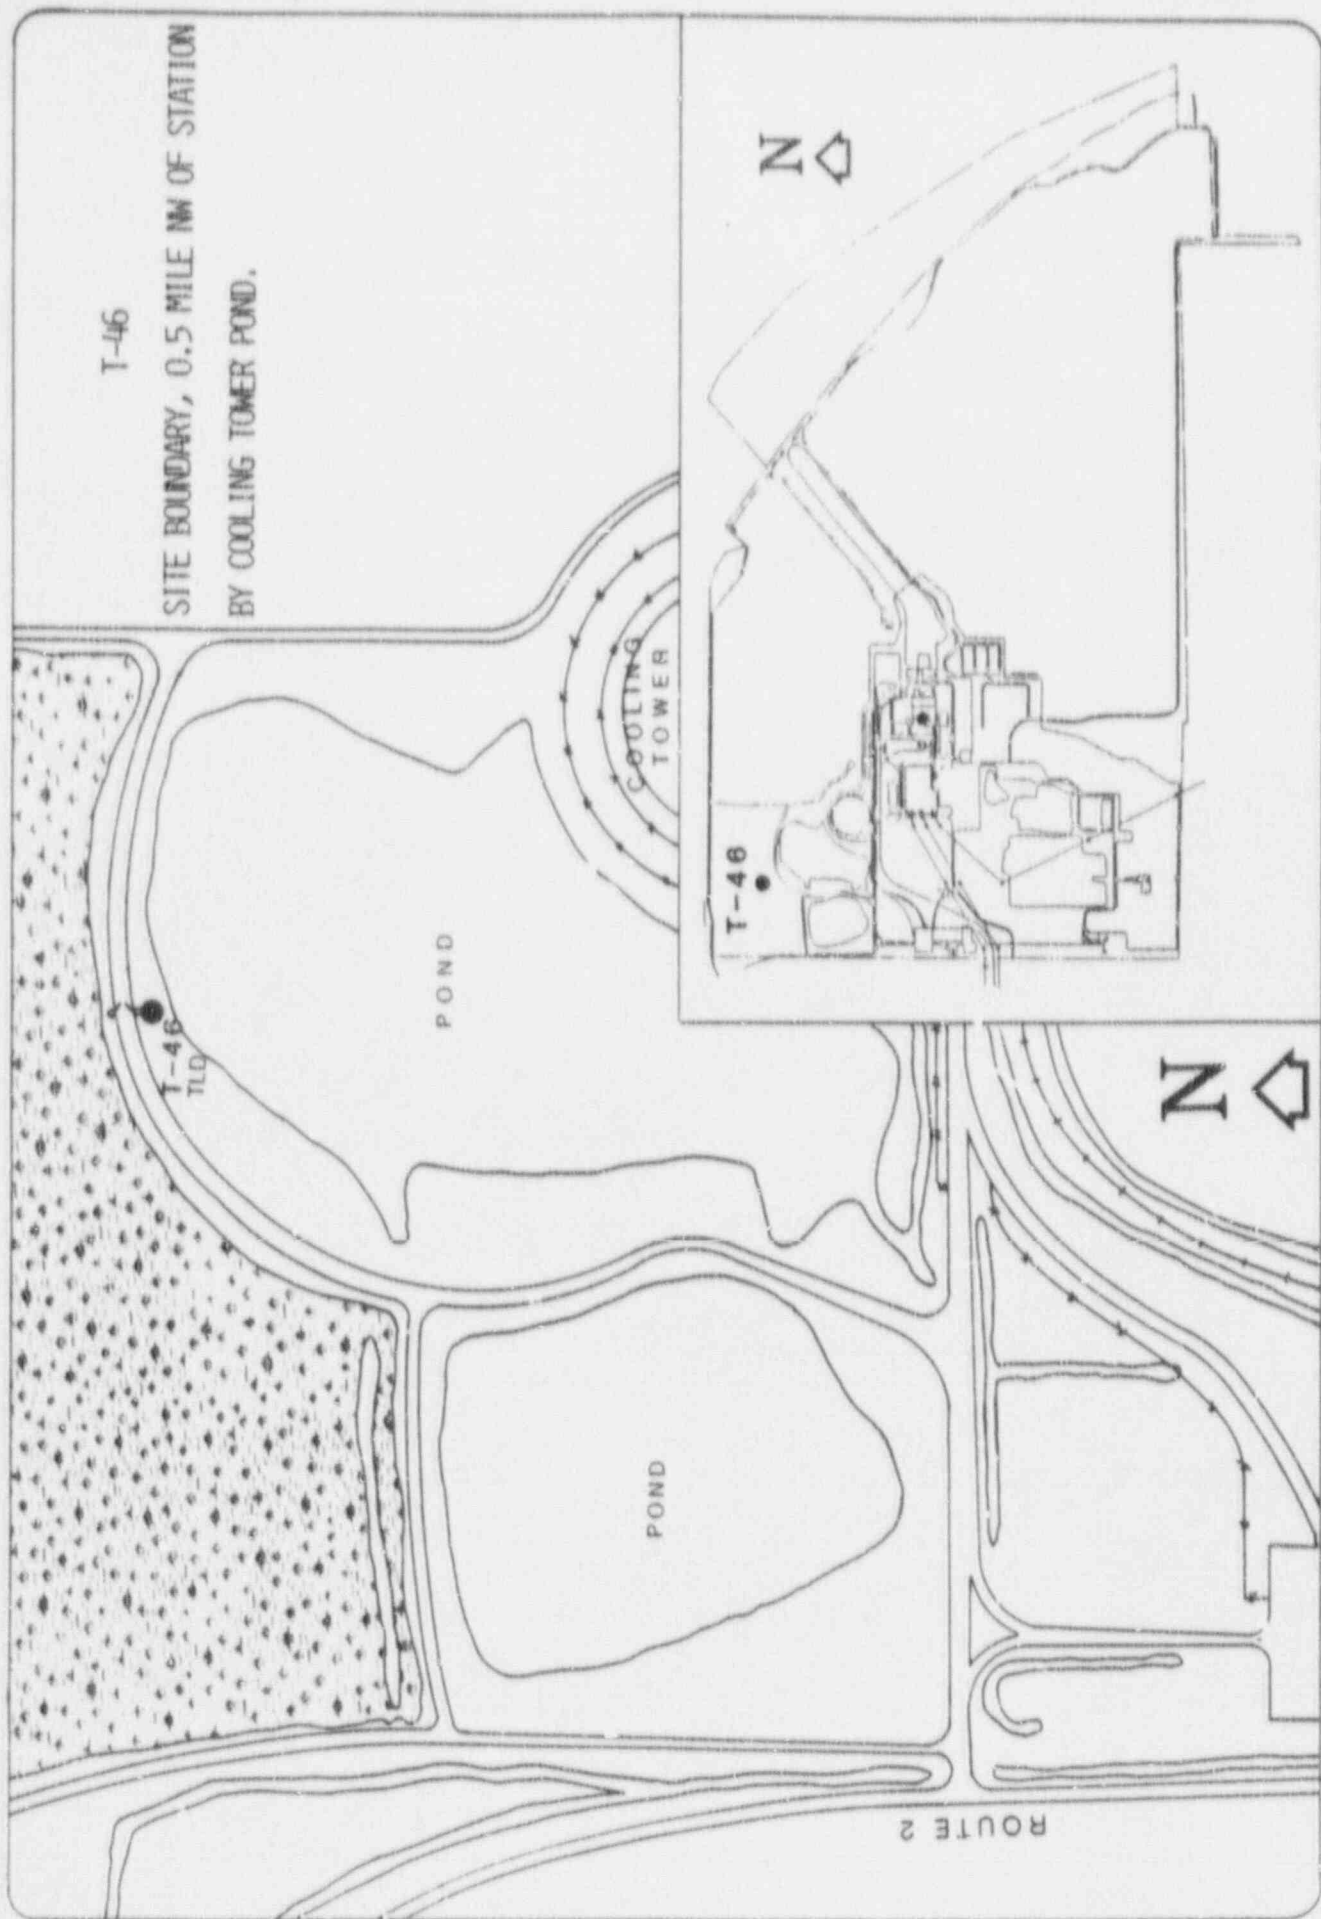 T-46
SITE BOUNDARY, 0.5 MILE NW OF STATION
BY COOLING TOWER POND.
COOLING
TOWER
N
T-46
T-46
TLD
POND
POND
N
ROUTE 2